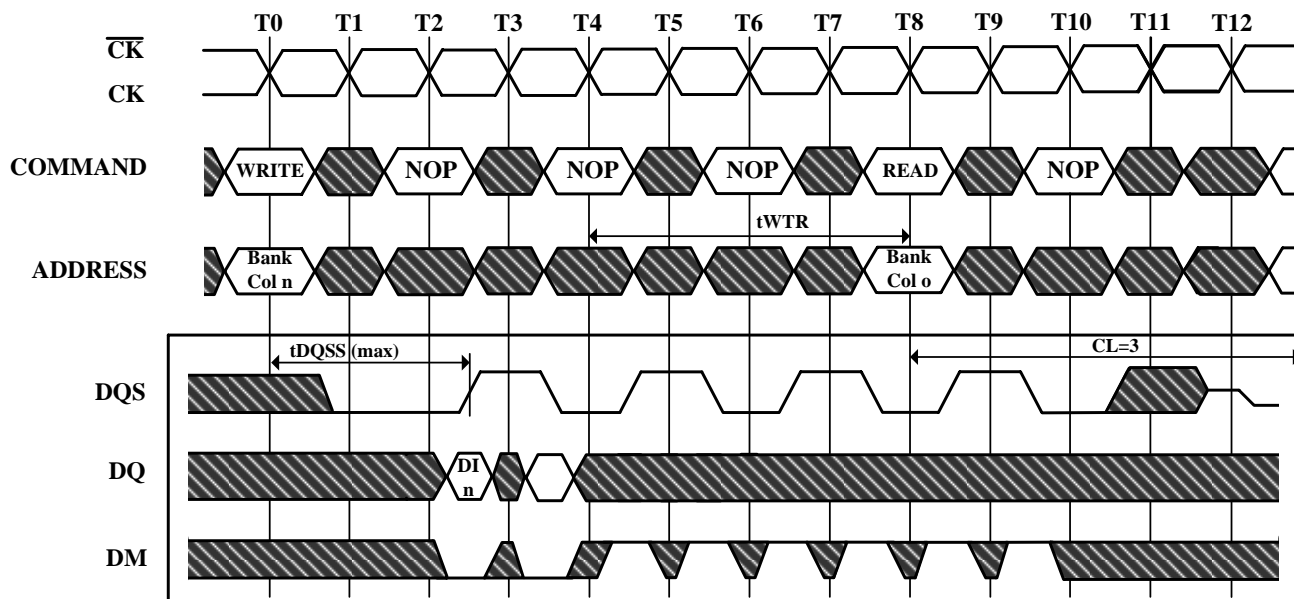 T0 T1 T2 T3 T4 T5 T6 T7 T8 T9 T10 T11 T12
CK
CK
COMMAND WRITE NOP NOP NOP READ NOP
tWTR
ADDRESS Bank Col n Bank Col o
tDQSS (max) CL=3
DQS
DQ DI n
DM